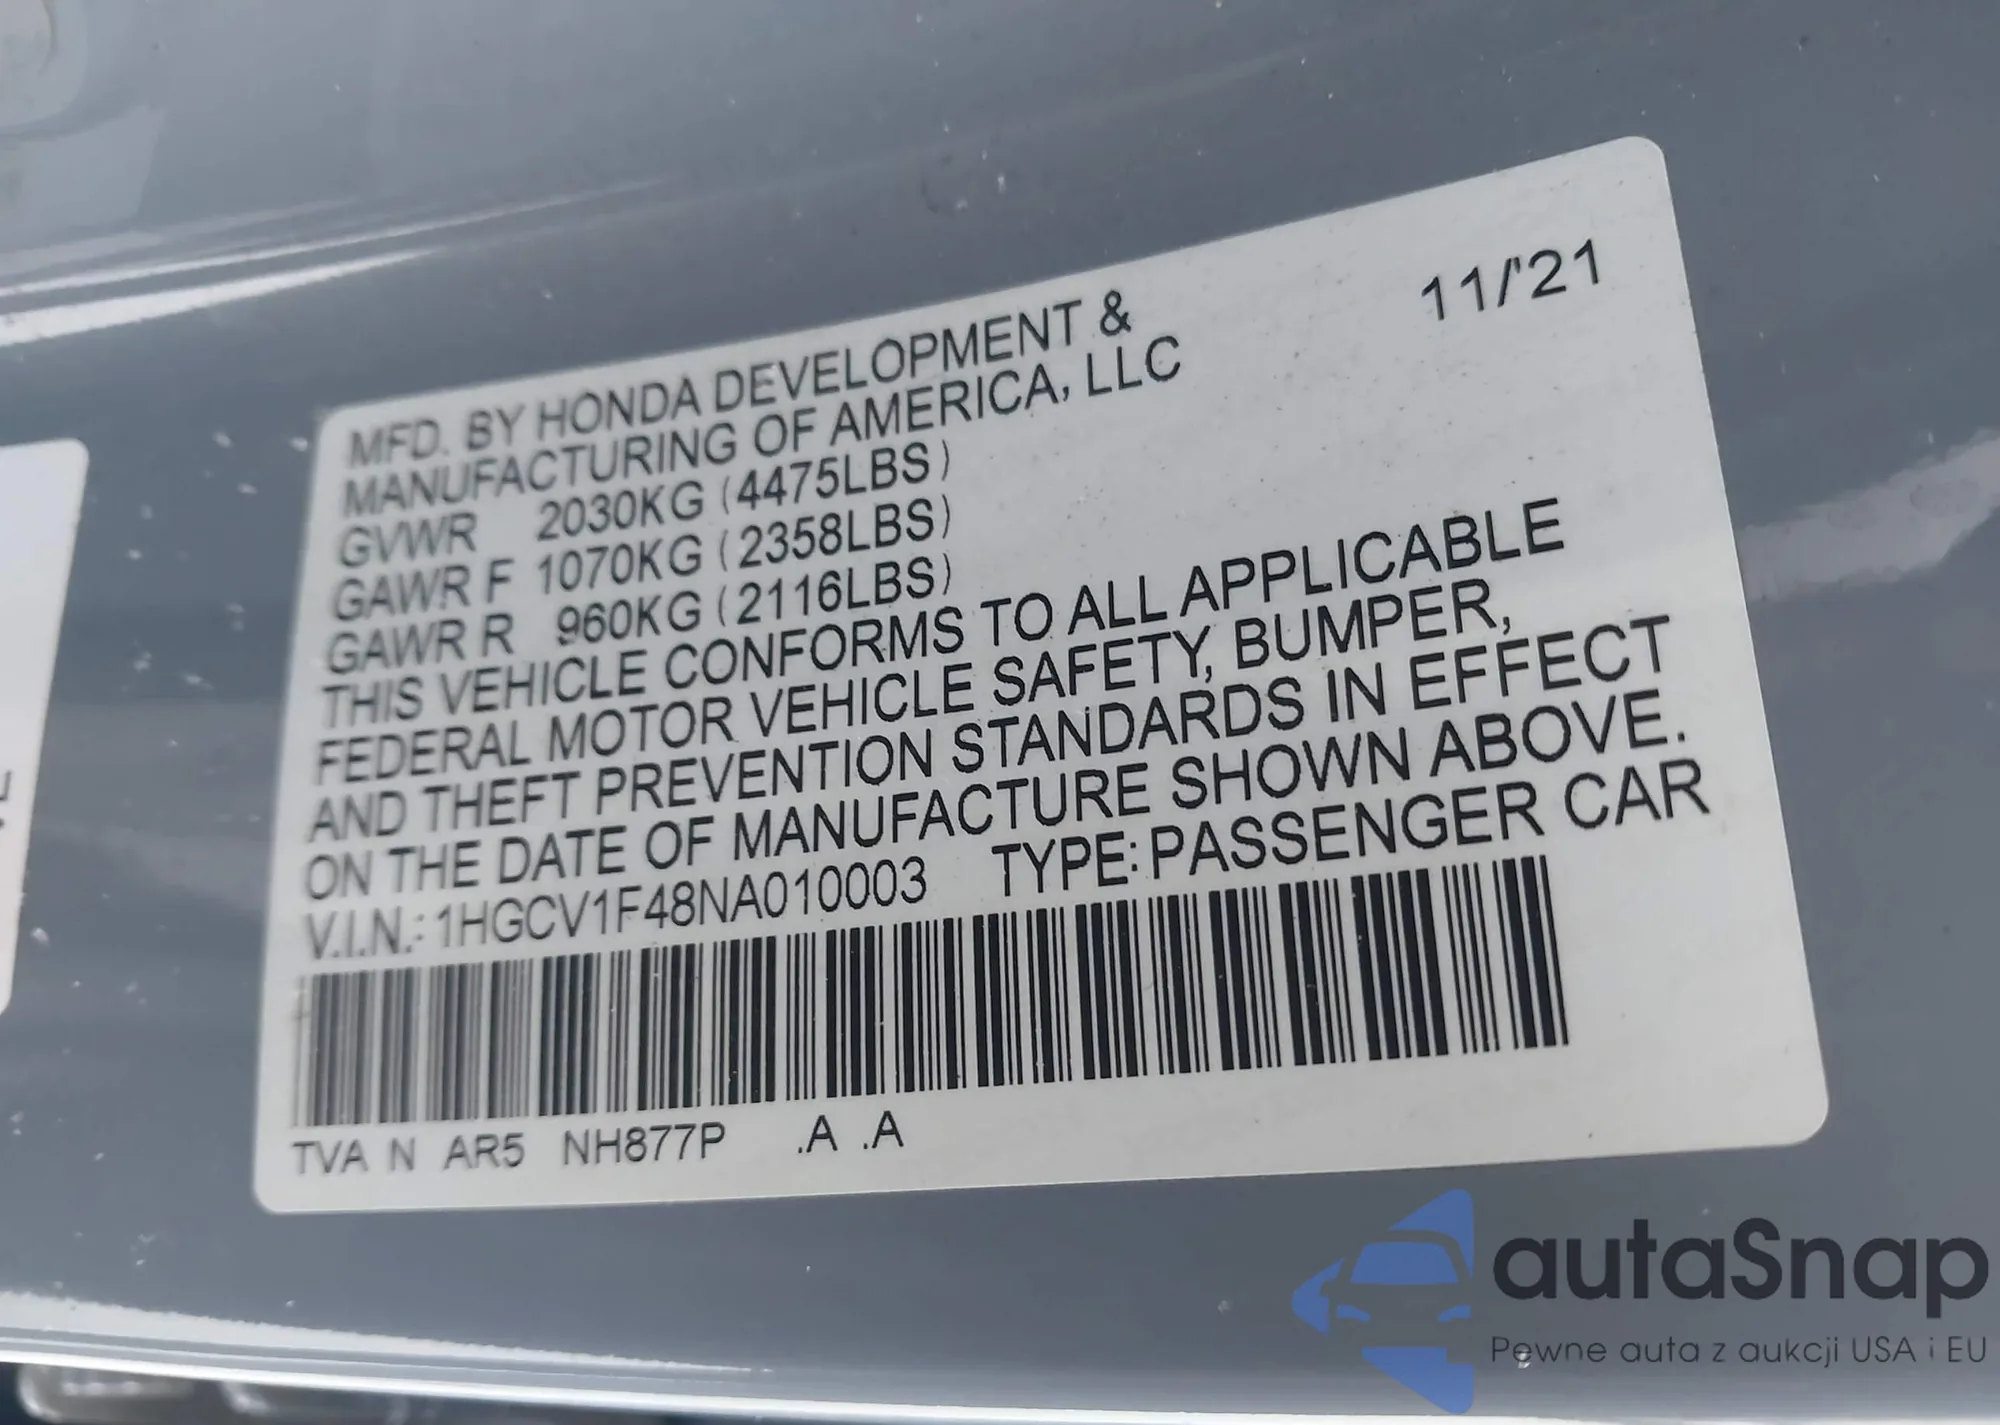 11/'21
MFD. BY HONDA DEVELOPMENT &
MANUFACTURING OF AMERICA, LLC
GVWR 2030KG (4475LBS)
GAWR F 1070KG (2358LBS)
GAWR R 960KG (2116LBS)
THIS VEHICLE CONFORMS TO ALL APPLICABLE
FEDERAL MOTOR VEHICLE SAFETY, BUMPER,
AND THEFT PREVENTION STANDARDS IN EFFECT
ON THE DATE OF MANUFACTURE SHOWN ABOVE.
V.I.N.: 1HGCV1F48NA010003 TYPE: PASSENGER CAR
TVA N AR5 NH877P .A .A
autaSnap
Pewne auta z aukcji USA i EU